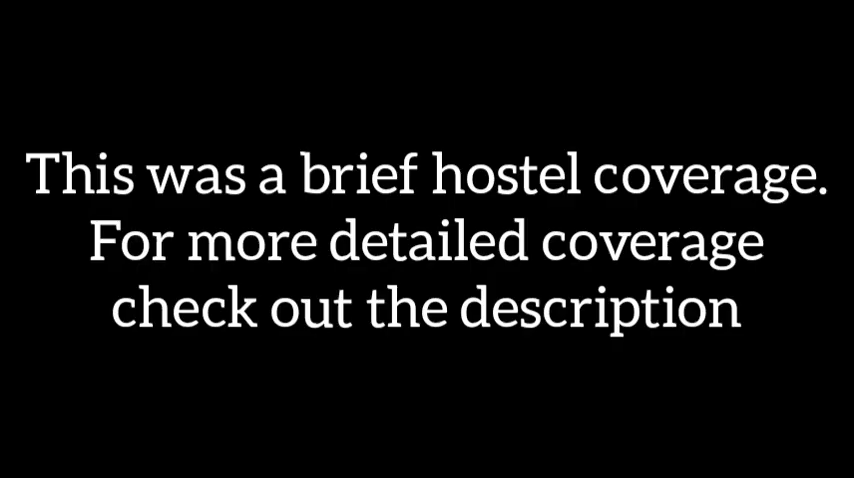 This was a brief hostel coverage.
For more detailed coverage
check out the description